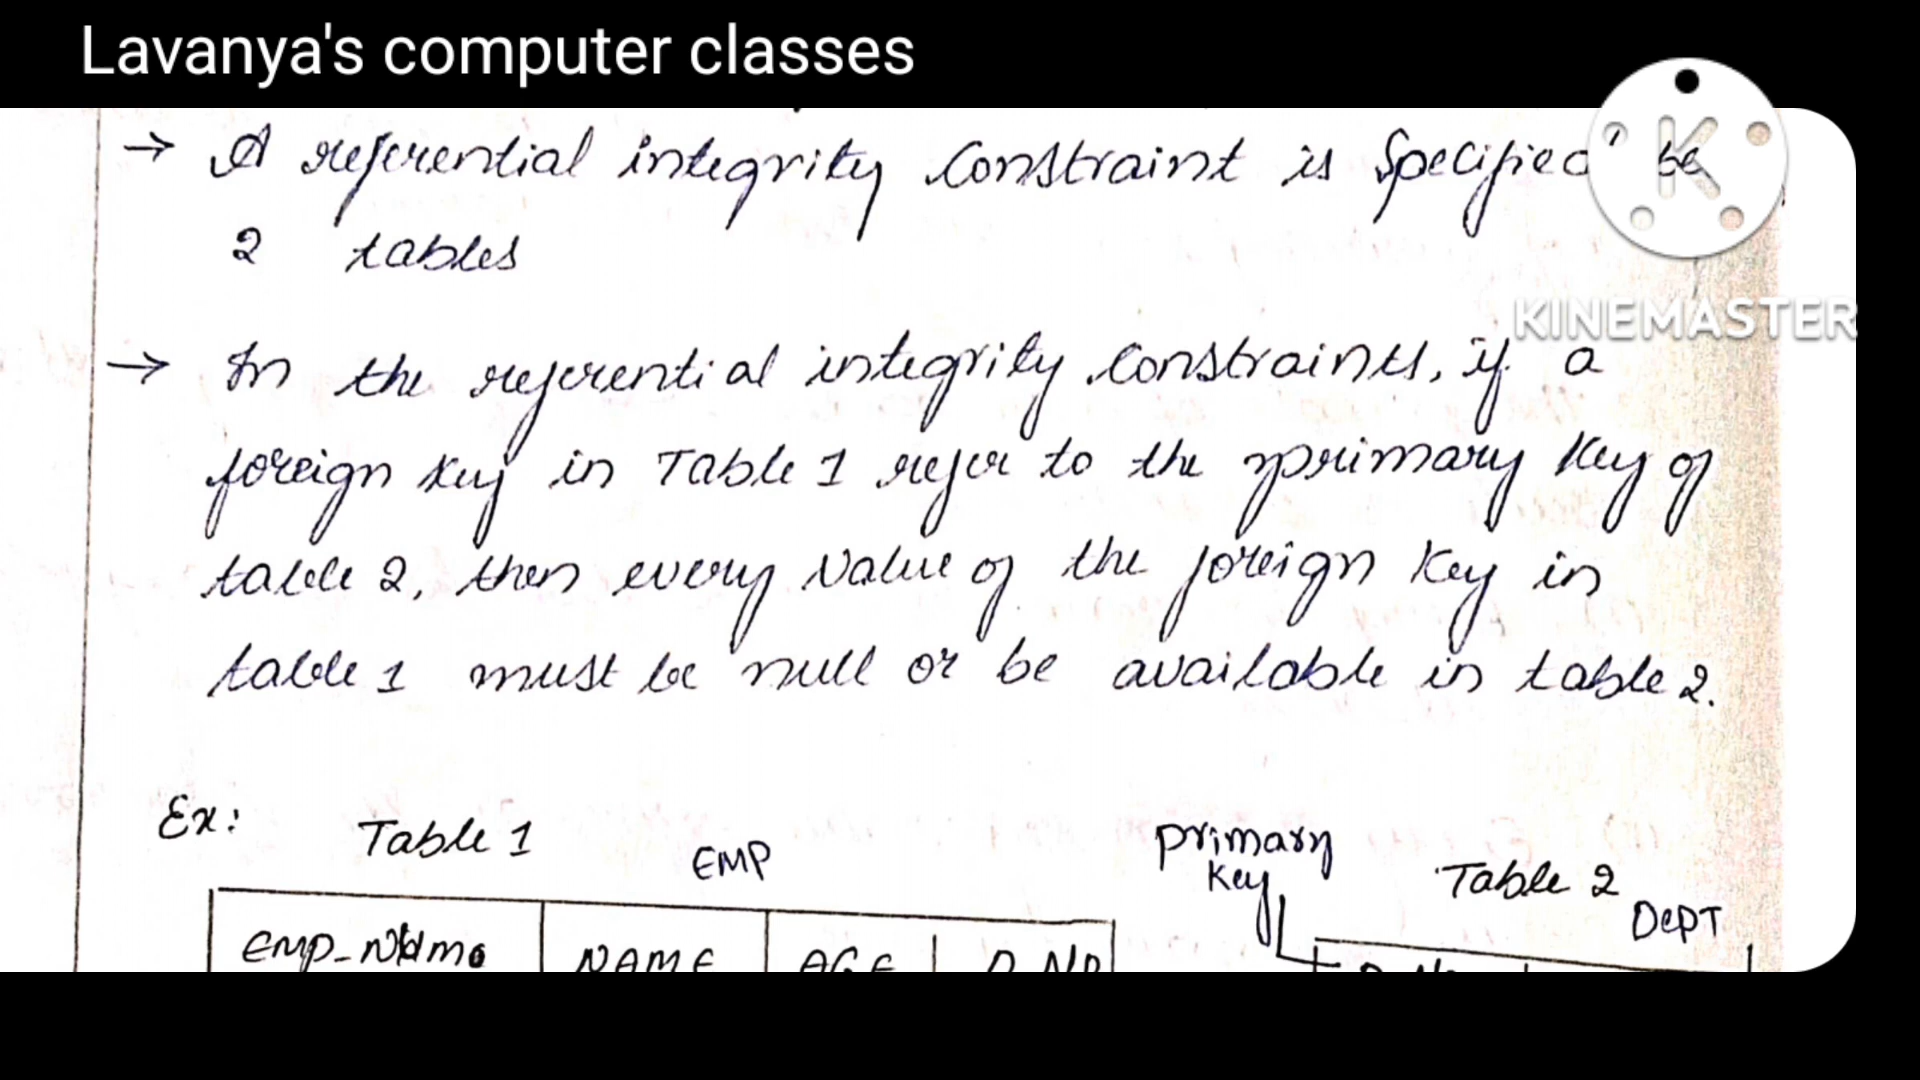 Lavanya's computer classes
→ A referential integrity Constraint is Specified be
2 tables
KINEMASTER
→ In the referential integrity constraints, if a
foreign key in Table 1 refer to the primary key of
table 2, then every Value of the foreign key in
table 1 must be null or be available in table 2.
Ex: Table 1 EMP
primary key
Table 2 DEPT
NAME AGE D_NO